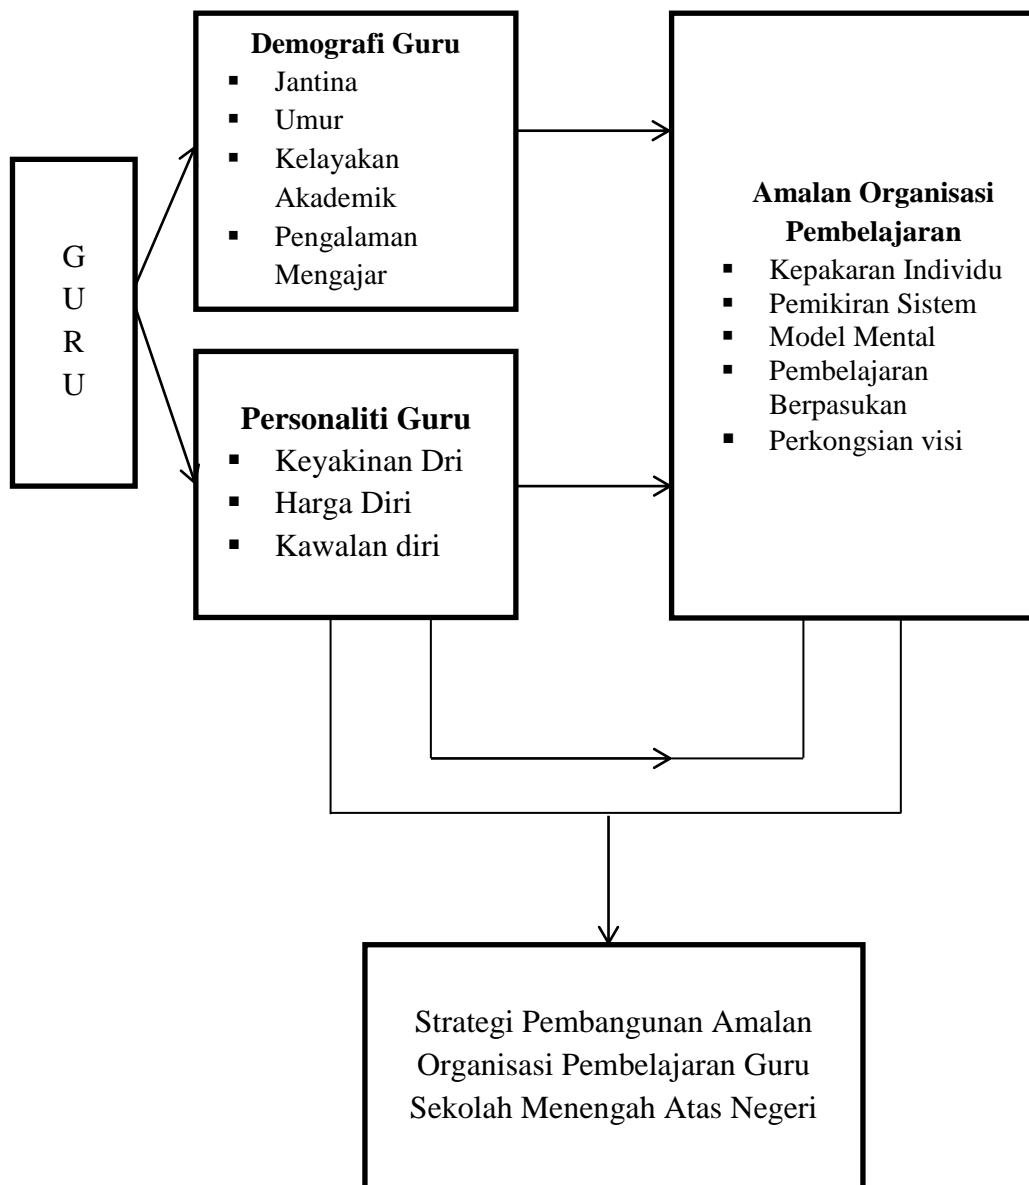 G
U
R
U
Demografi Guru
▪ Jantina
▪ Umur
▪ Kelayakan
Akademik
▪ Pengalaman
Mengajar
Personaliti Guru
▪ Keyakinan Dri
▪ Harga Diri
▪ Kawalan diri
Amalan Organisasi
Pembelajaran
▪ Kepakaran Individu
▪ Pemikiran Sistem
▪ Model Mental
▪ Pembelajaran
Berpasukan
▪ Perkongsian visi
Strategi Pembangunan Amalan
Organisasi Pembelajaran Guru
Sekolah Menengah Atas Negeri